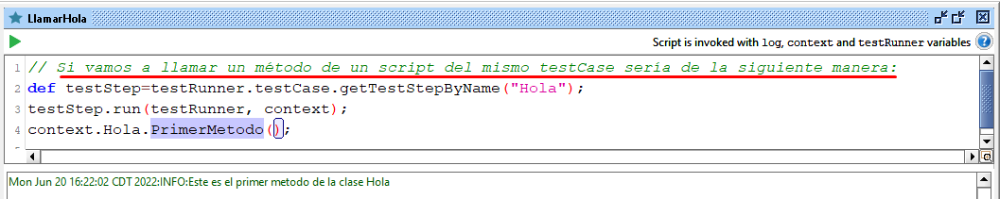 LlamarHola
Script is invoked with log, context and testRunner variables
1 // Si vamos a llamar un método de un script del mismo testCase sería de la siguiente manera:
2 def testStep=testRunner.testCase.getTestStepByName("Hola");
3 testStep.run(testRunner, context);
4 context.Hola.PrimerMetodo();
Mon Jun 20 16:22:02 CDT 2022:INFO:Este es el primer metodo de la clase Hola